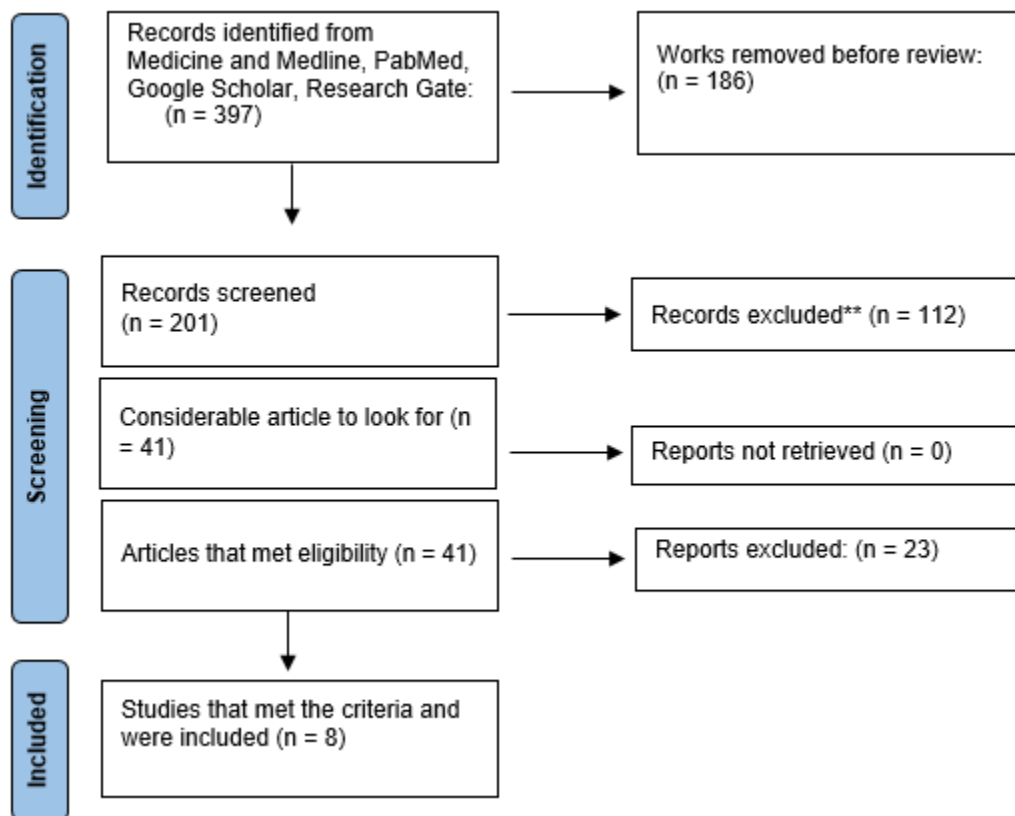 Identification
Records identified from
Medicine and Medline, PabMed,
Google Scholar, Research Gate:
(n = 397)
Works removed before review:
(n = 186)
Screening
Records screened
(n = 201)
Records excluded** (n = 112)
Considerable article to look for (n
= 41)
Reports not retrieved (n = 0)
Articles that met eligibility (n = 41)
Reports excluded: (n = 23)
Included
Studies that met the criteria and
were included (n = 8)